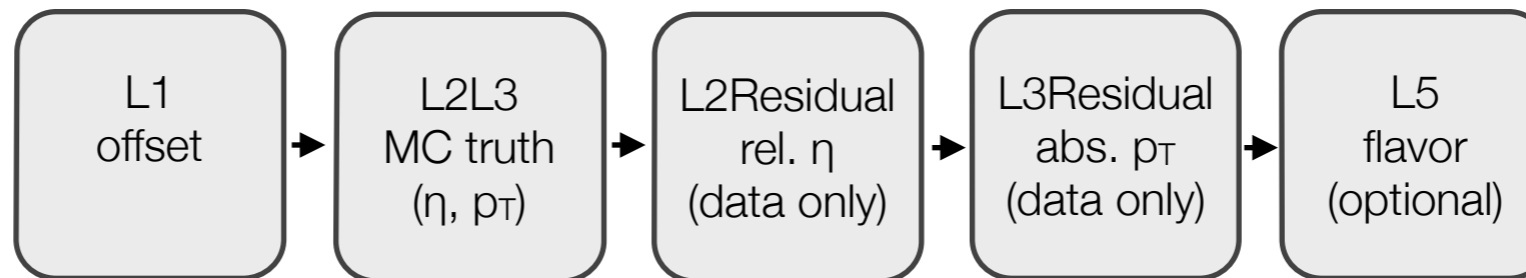 L1
offset
L2L3
MC truth
(η, pT)
L2Residual
rel. η
(data only)
L3Residual
abs. pT
(data only)
L5
flavor
(optional)